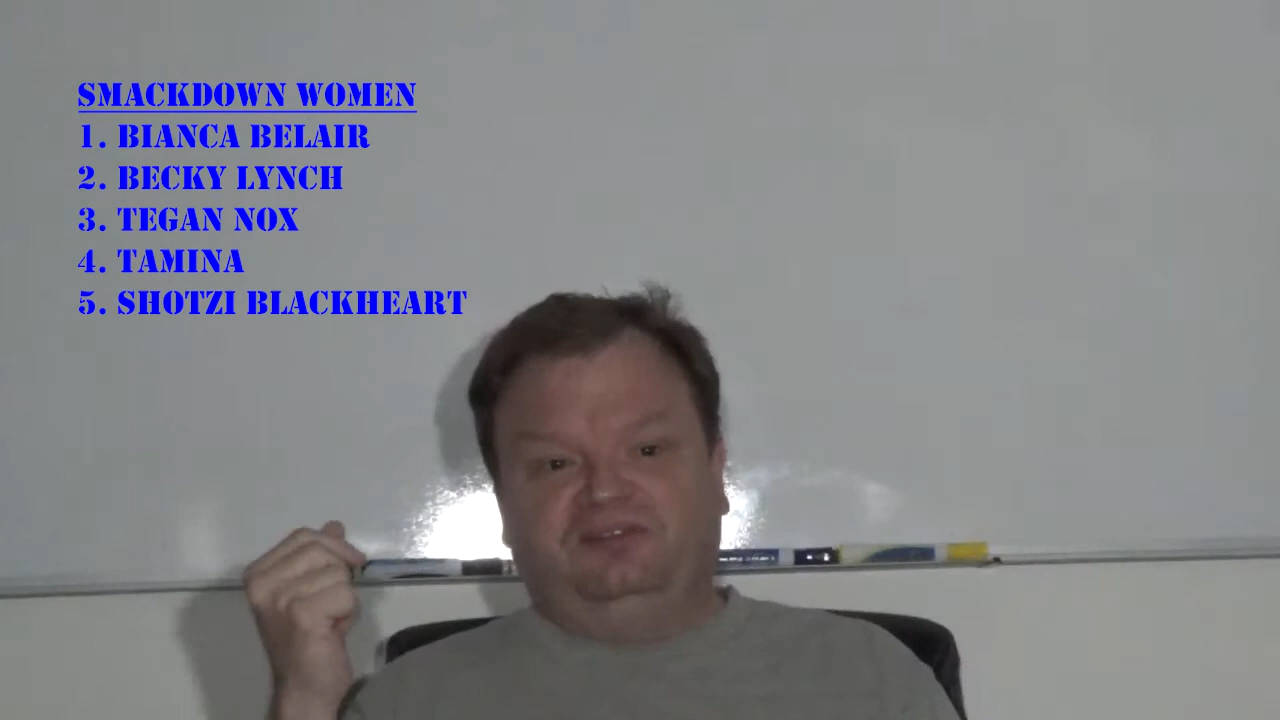 SMACKDOWN WOMEN
1. BIANCA BELAIR
2. BECKY LYNCH
3. TEGAN NOX
4. TAMINA
5. SHOTZI BLACKHEART